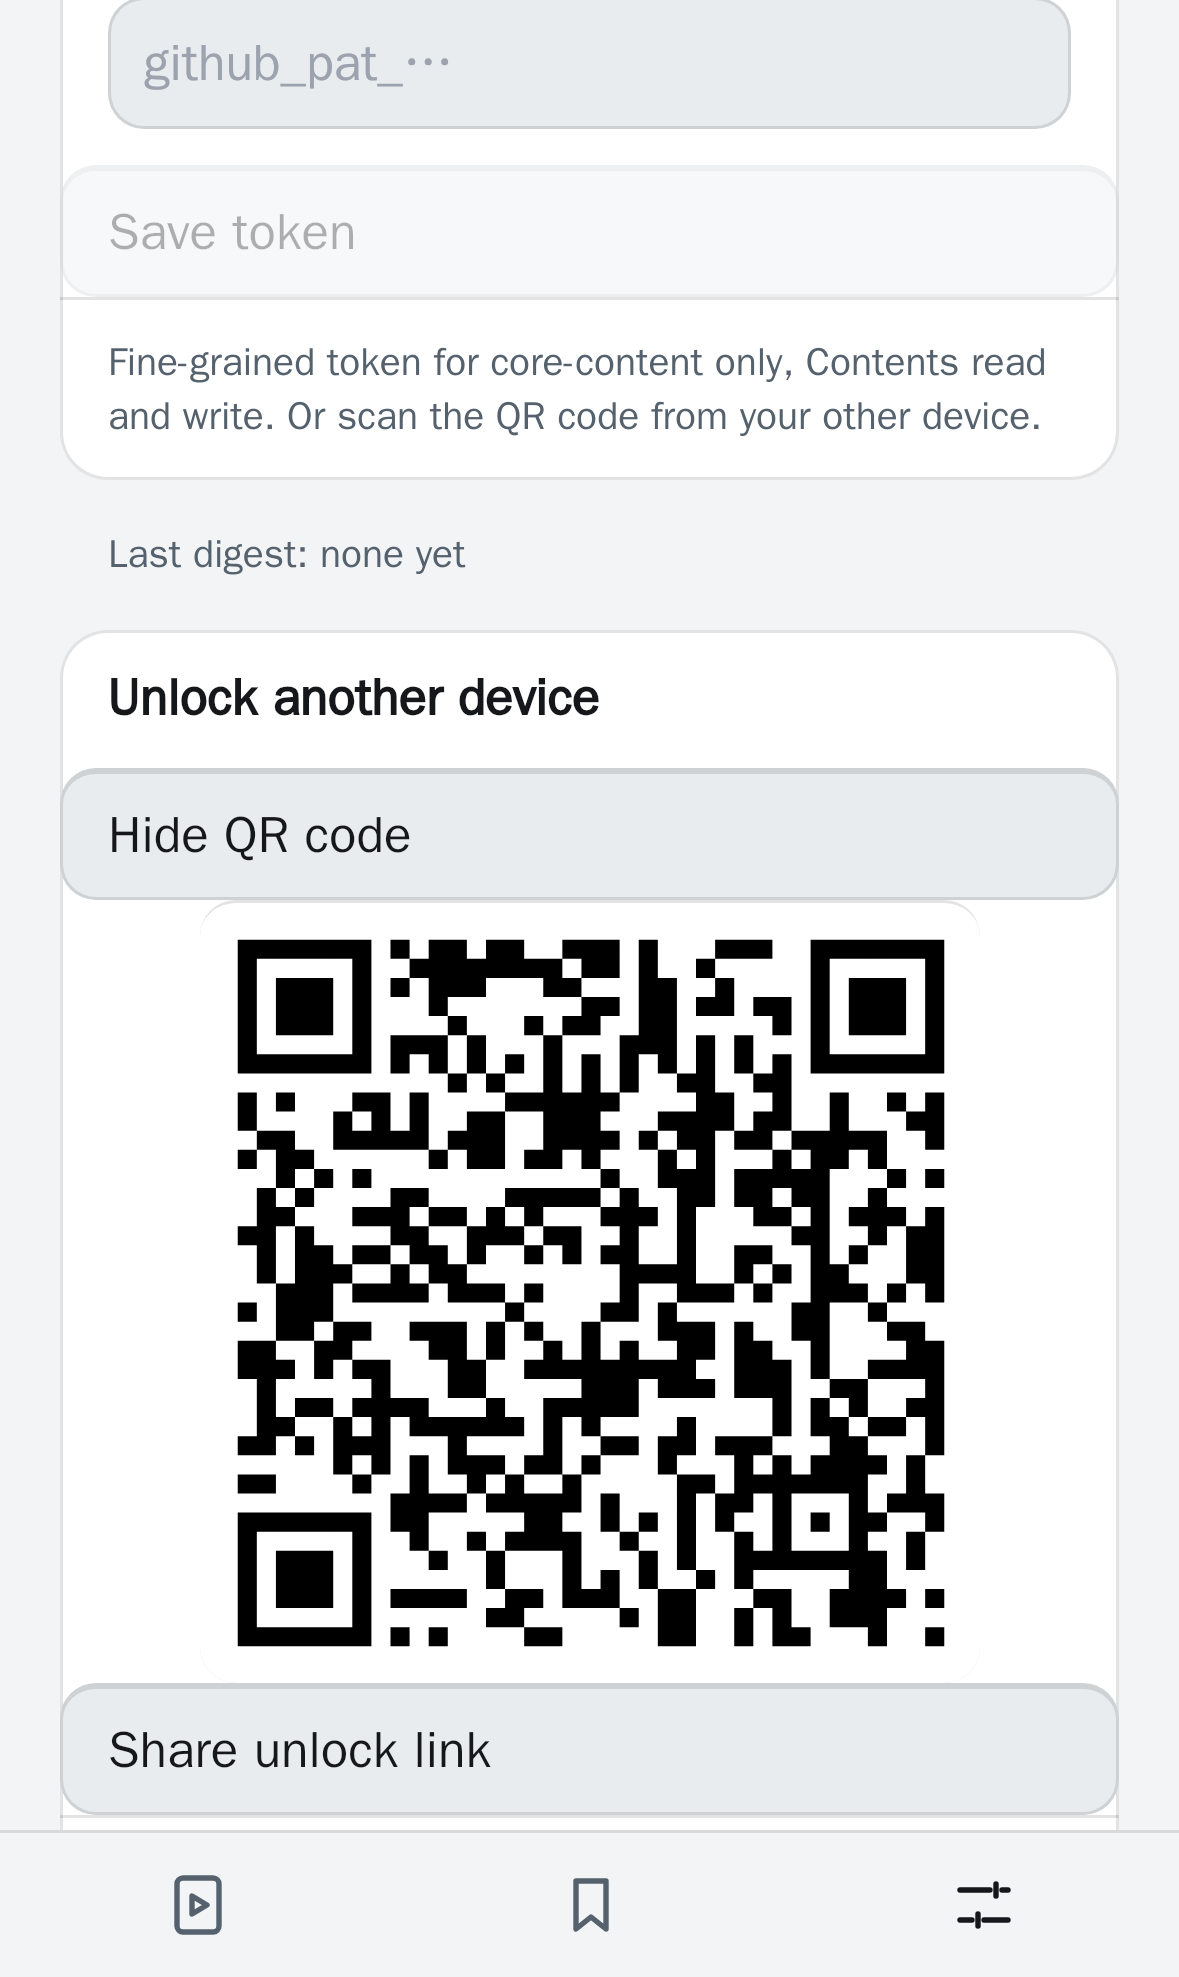 github_pat_…
Save token
Fine-grained token for core-content only, Contents read
and write. Or scan the QR code from your other device.
Last digest: none yet
Unlock another device
Hide QR code
Share unlock link